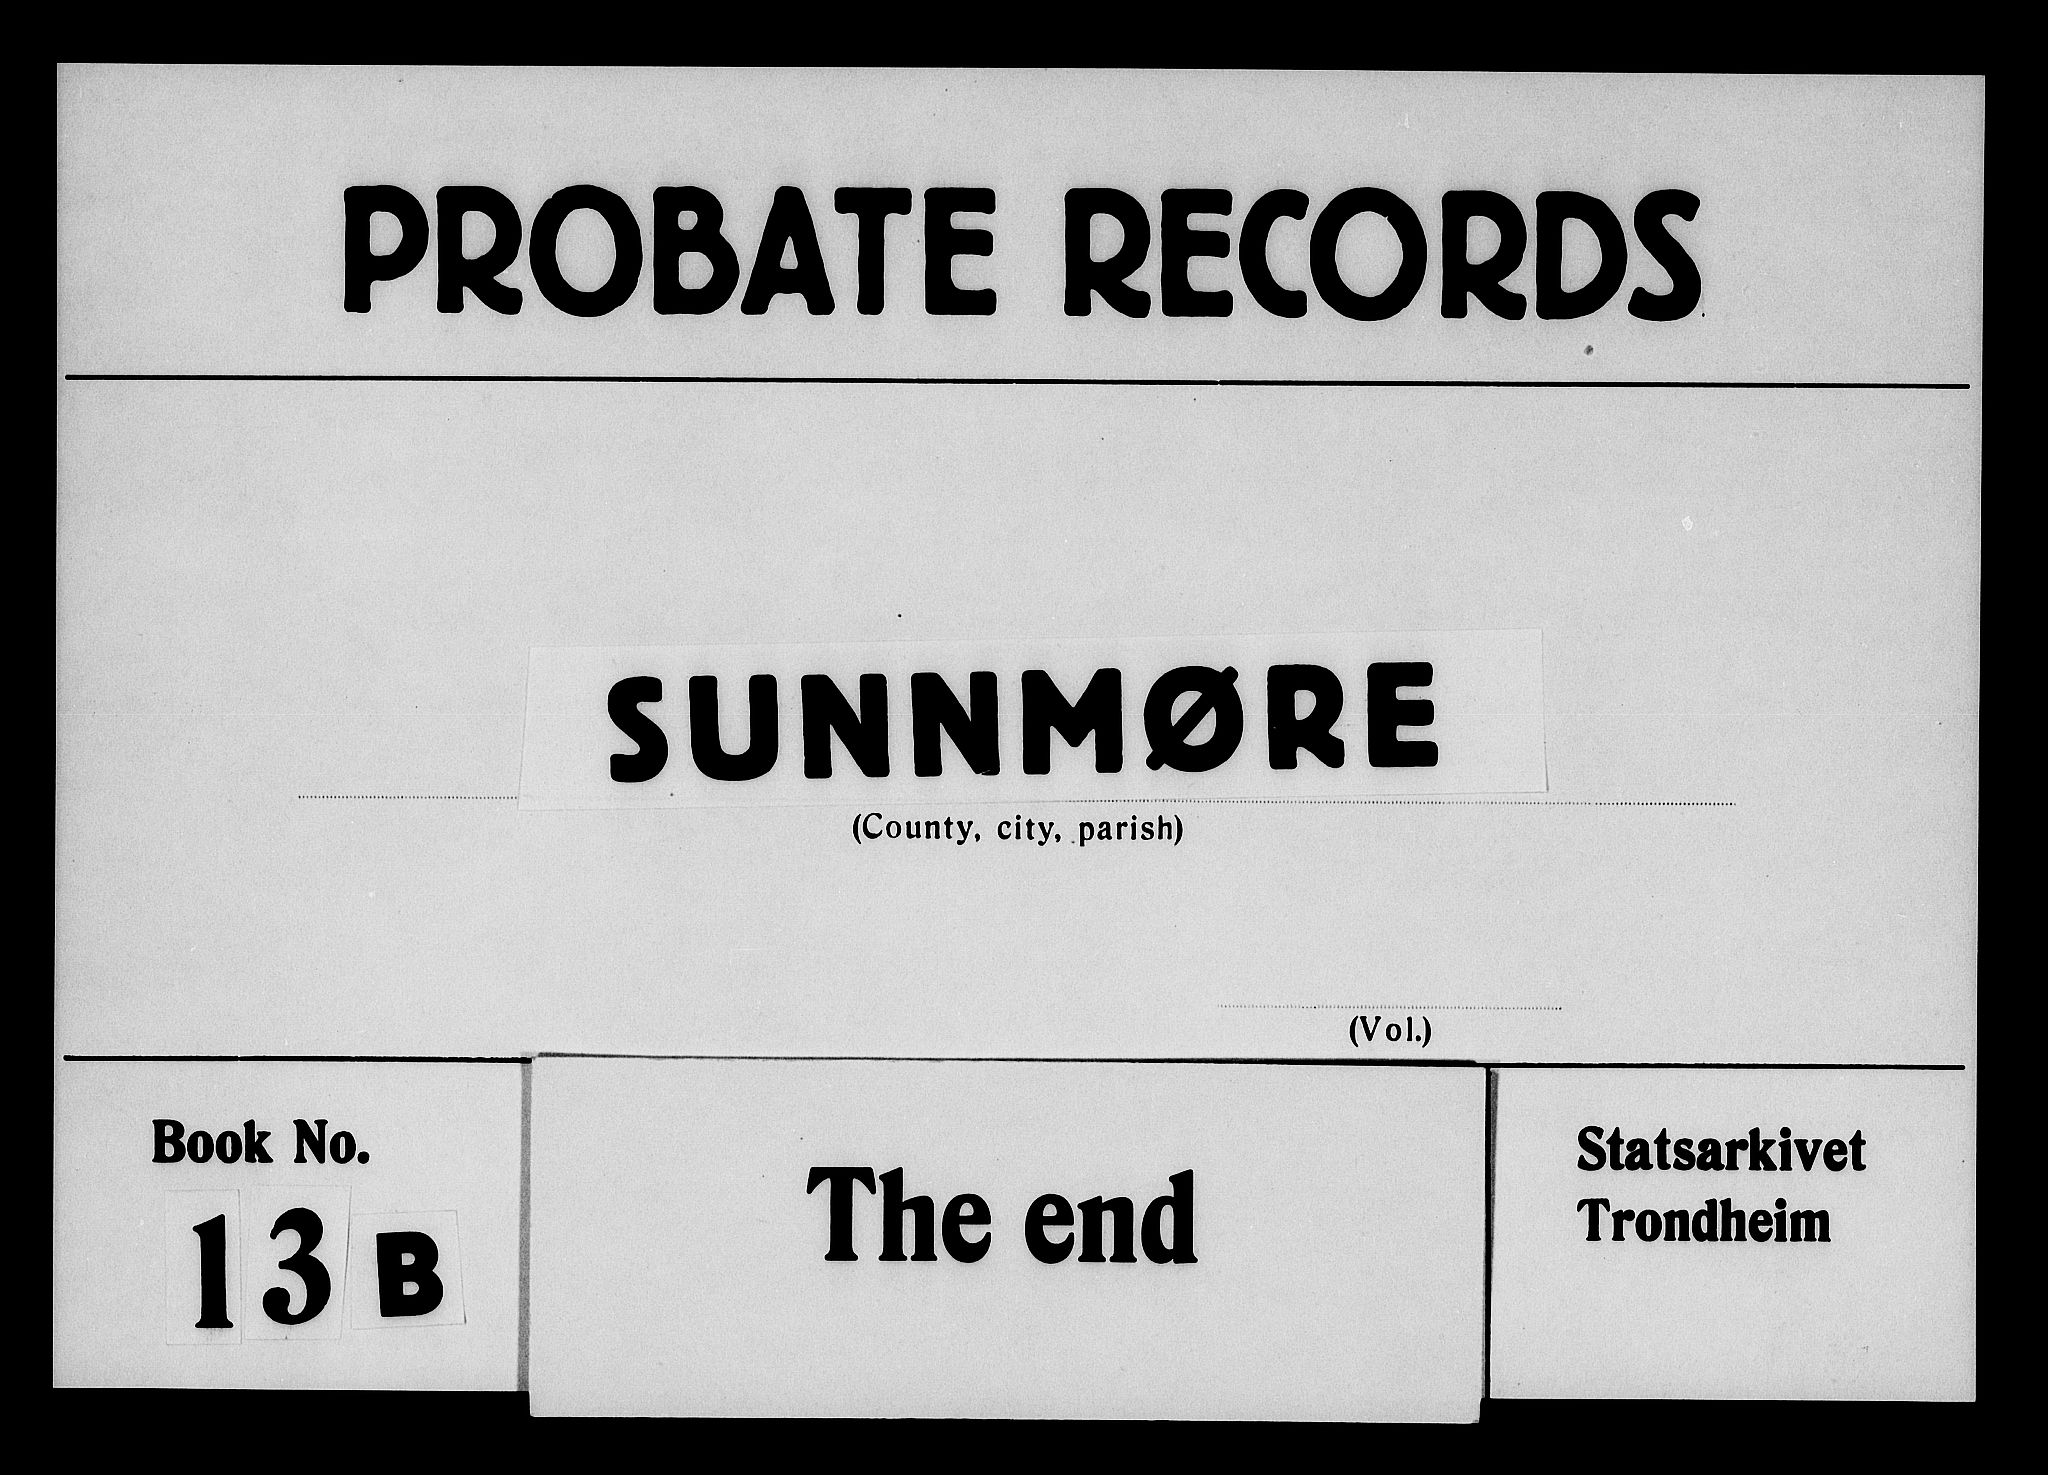 PROBATE RECORDS
SUNNMØRE
(County, city, parish)
(Vol.)
Book No.
13 B
The end
Statsarkivet
Trondheim